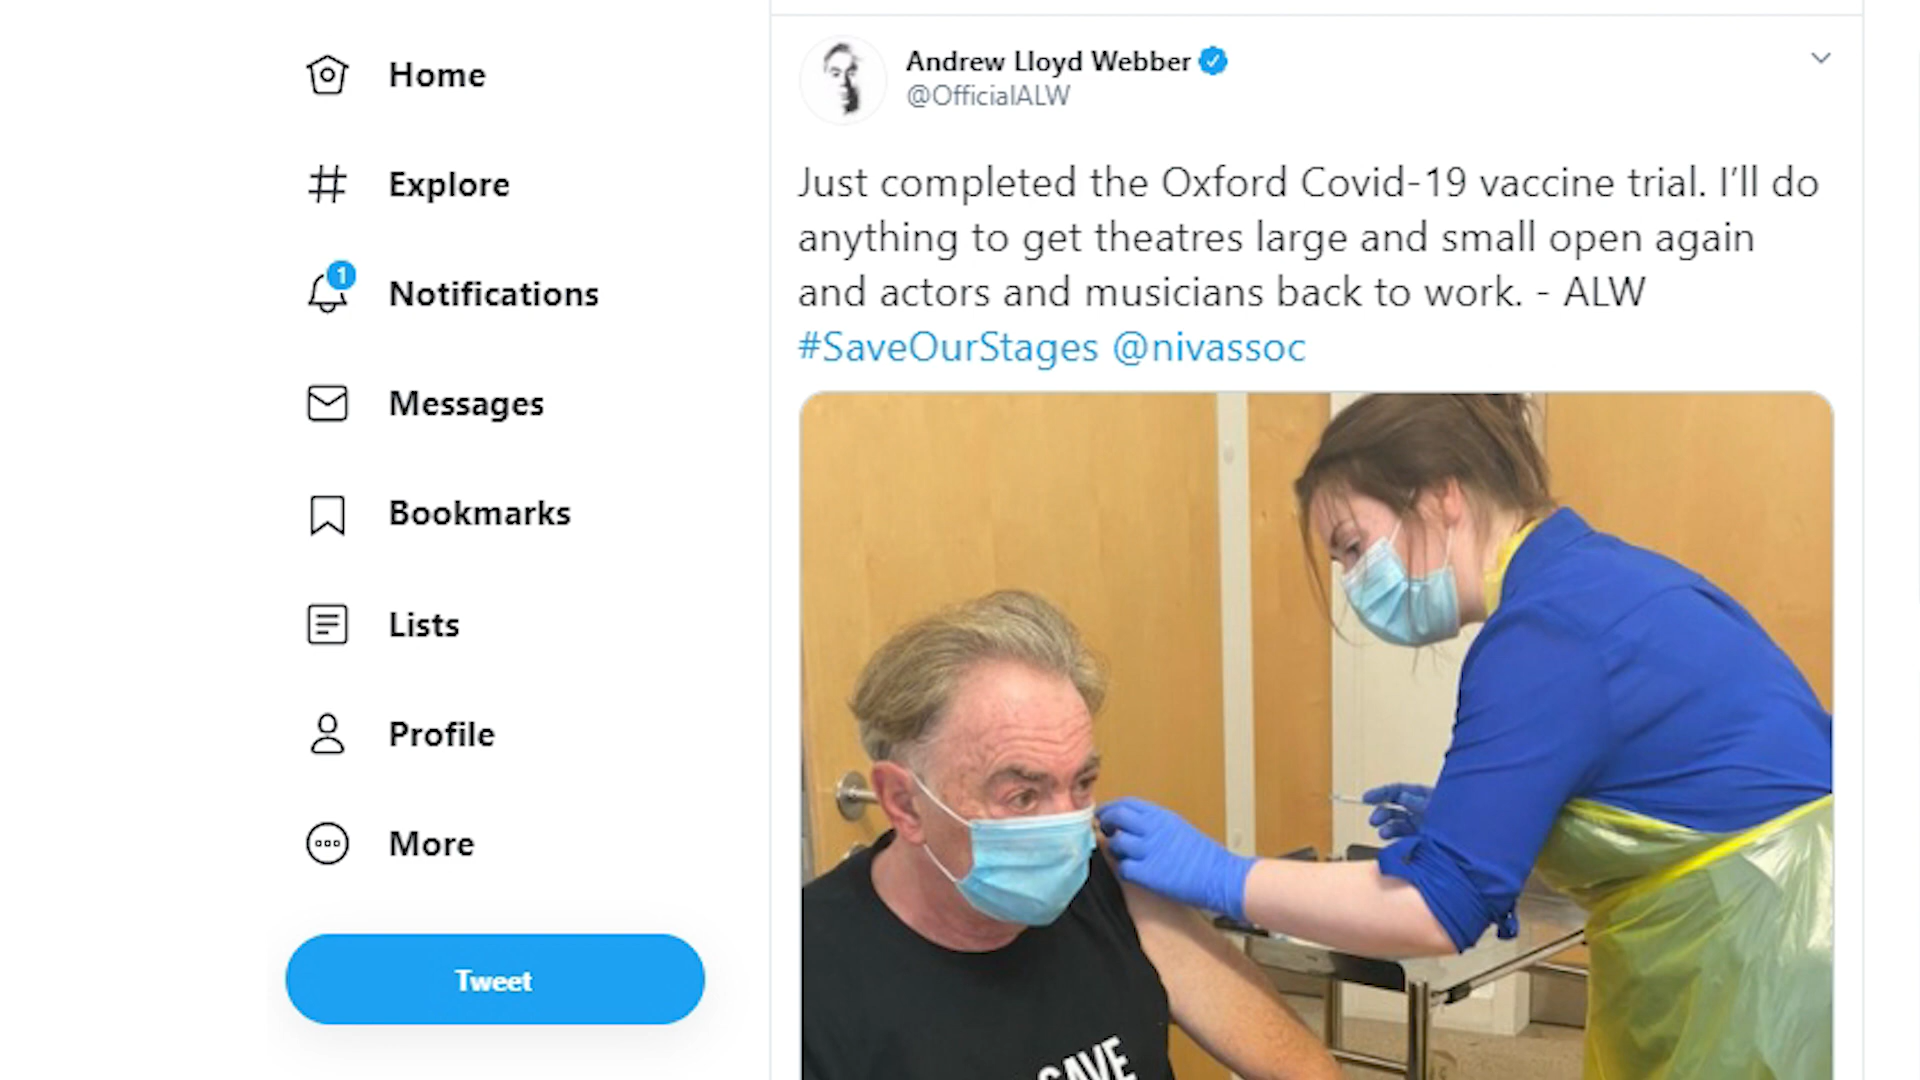 Home
Explore
1
Notifications
Messages
Bookmarks
Lists
Profile
More
Tweet
Andrew Lloyd Webber
@OfficialALW
Just completed the Oxford Covid-19 vaccine trial. I’ll do
anything to get theatres large and small open again
and actors and musicians back to work. - ALW
#SaveOurStages @nivassoc
SAVE